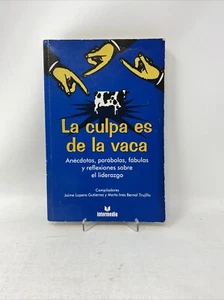 La culpa es
de la vaca
Anécdotas, parábolas, fábulas
y reflexiones sobre
el liderazgo
Compiladores
Jaime Lopera Gutiérrez y Marta Inés Bernal Trujillo
intermedio